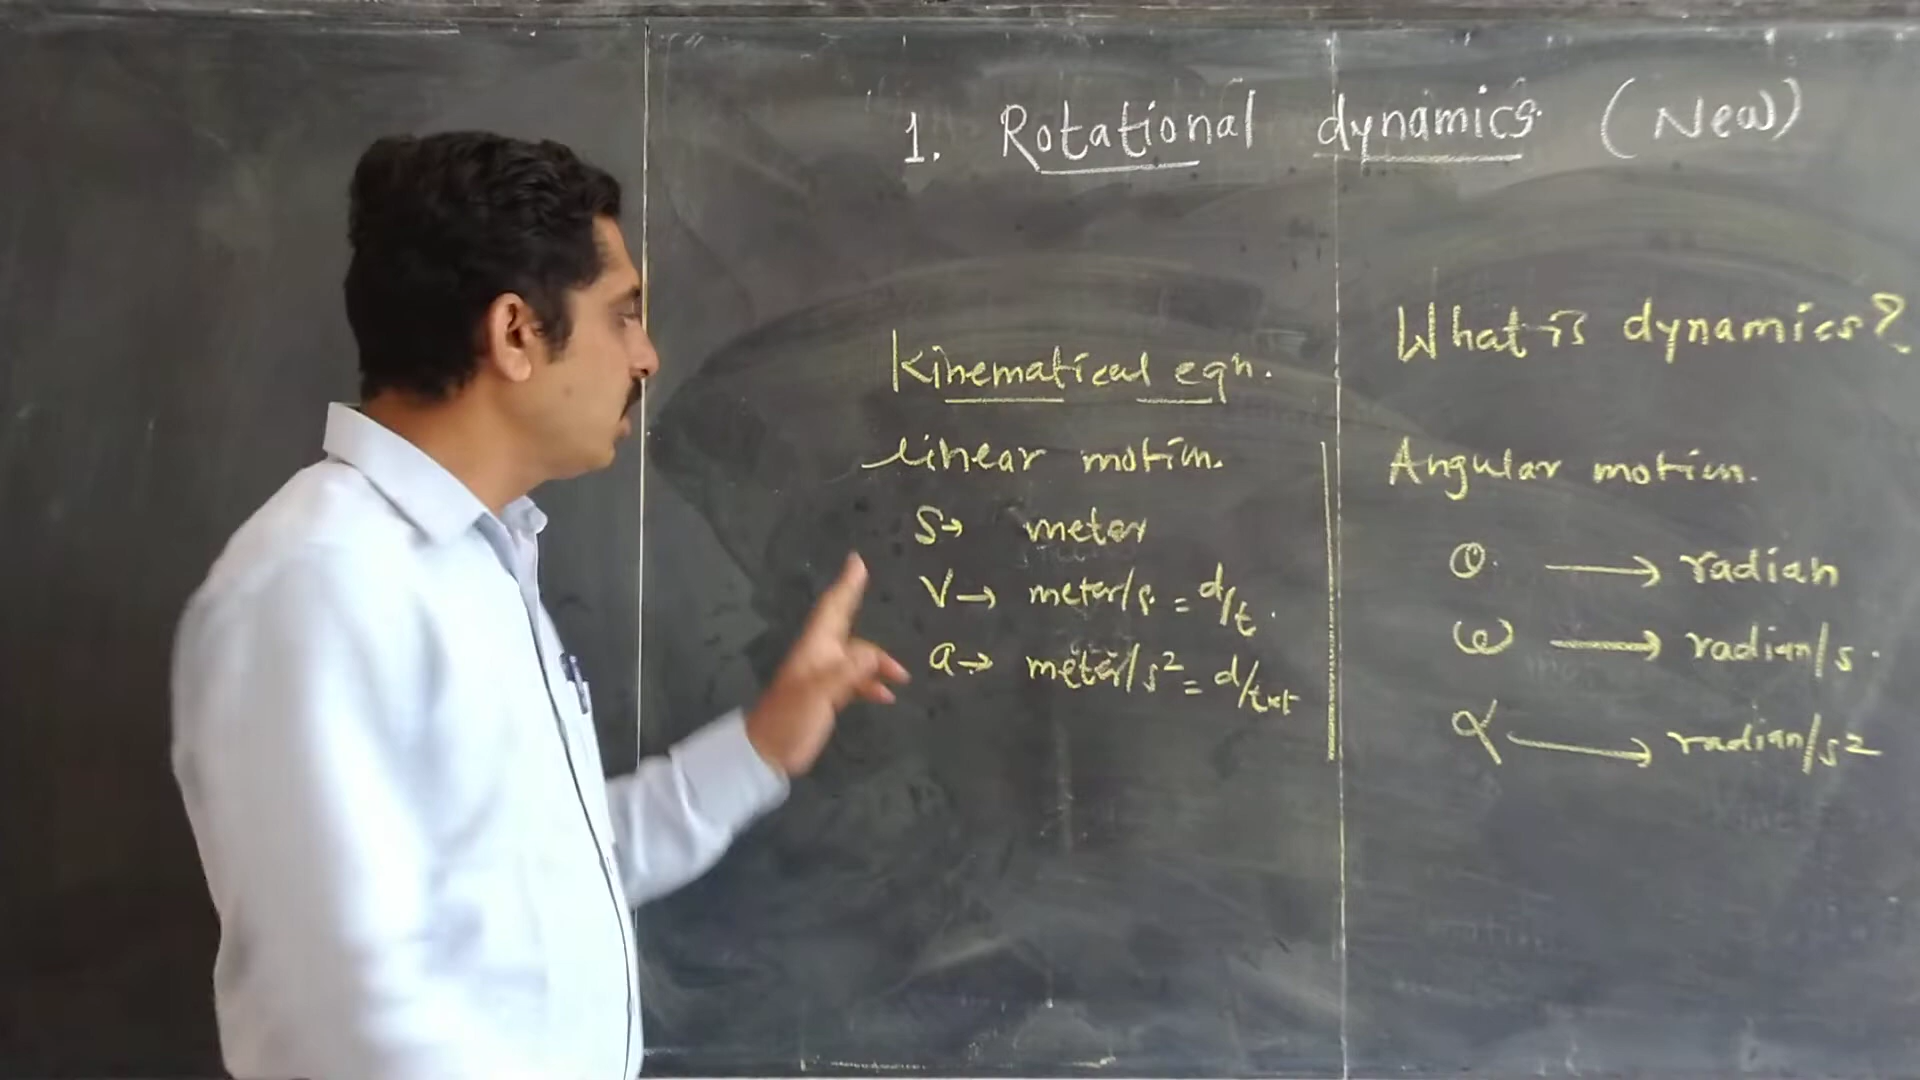 1. Rotational dynamics. (New)
Kinematical eqn.
linear motion.
S→ meter
V→ meter/s. = d/t.
a→ meter/s² = d/t×t
What is dynamics?
Angular motion.
θ → radian
ω → radian/s.
α → radian/s²